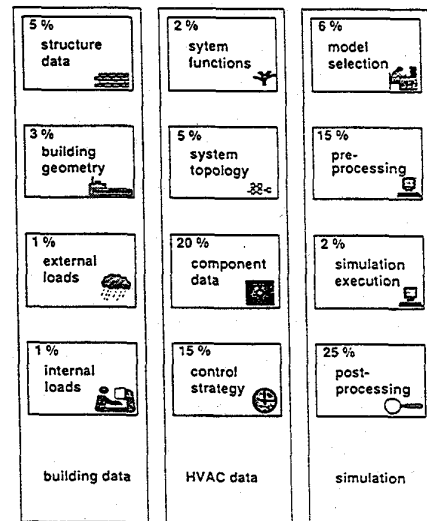 5 %
structure
data
3 %
building
geometry
1 %
external
loads
1 %
internal
loads
building data
2 %
sytem
functions
5 %
system
topology
20 %
component
data
15 %
control
strategy
HVAC data
6 %
model
selection
15 %
pre-
processing
2 %
simulation
execution
25 %
post-
processing
simulation